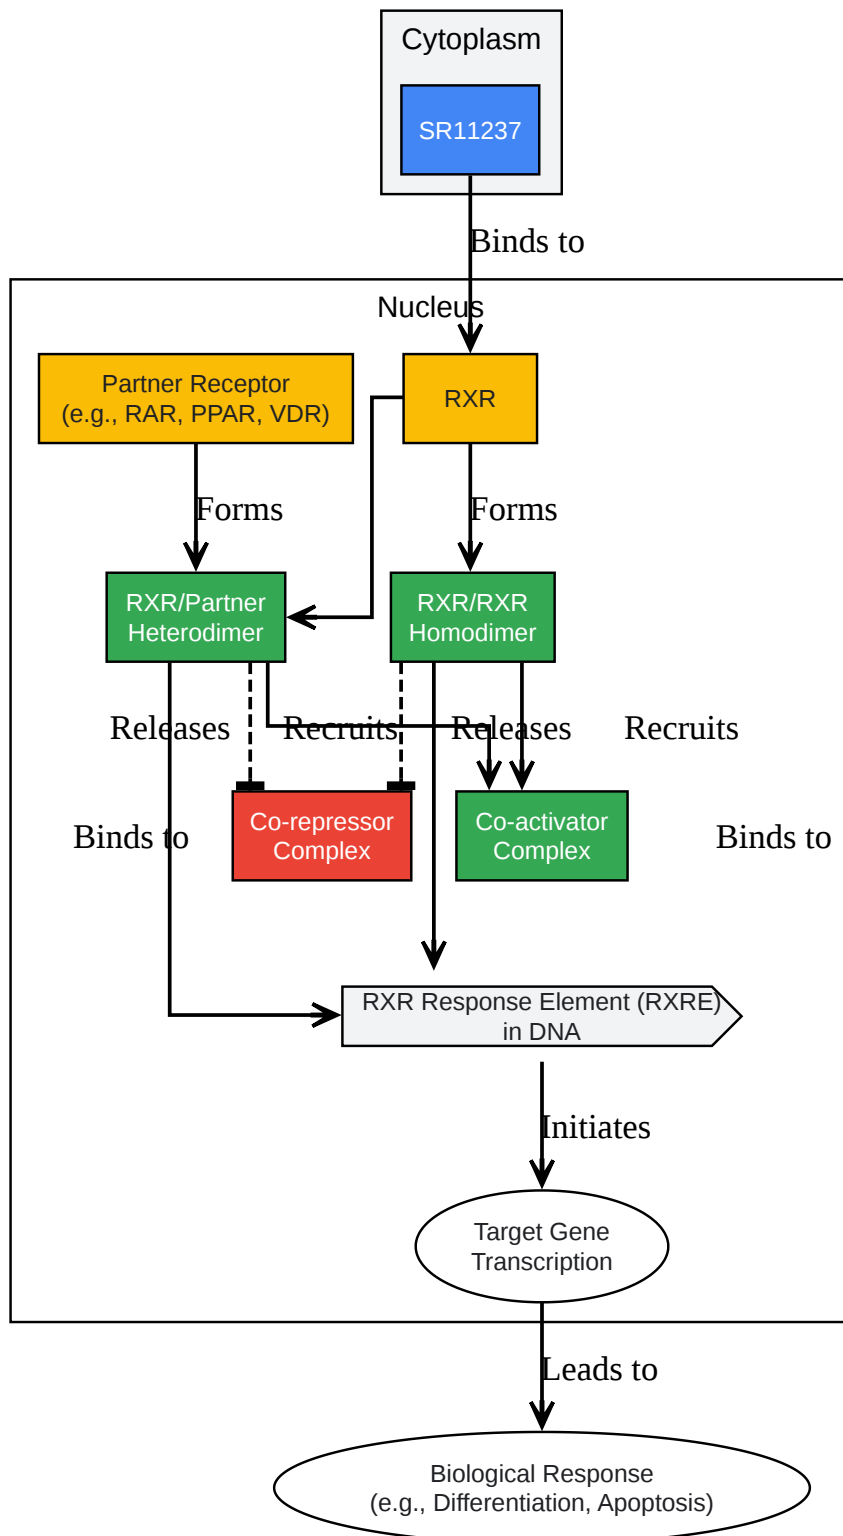 Cytoplasm
SR11237
Binds to
Nucleus
Partner Receptor
(e.g., RAR, PPAR, VDR)
RXR
Forms
Forms
RXR/Partner
Heterodimer
RXR/RXR
Homodimer
Releases
Recruits
Releases
Recruits
Binds to
Co-repressor
Complex
Co-activator
Complex
Binds to
RXR Response Element (RXRE)
in DNA
Initiates
Target Gene
Transcription
Leads to
Biological Response
(e.g., Differentiation, Apoptosis)